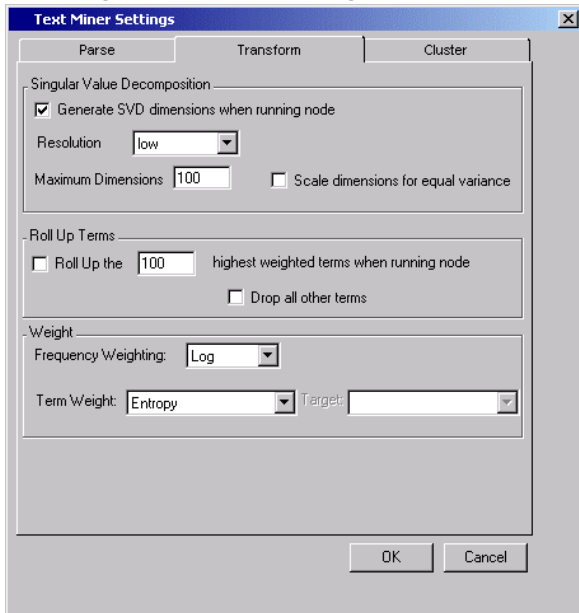 Text Miner Settings
Parse Transform Cluster
Singular Value Decomposition
Generate SVD dimensions when running node
Resolution low
Maximum Dimensions 100 Scale dimensions for equal variance
Roll Up Terms
Roll Up the 100 highest weighted terms when running node
Drop all other terms
Weight
Frequency Weighting: Log
Term Weight: Entropy Target:
OK Cancel